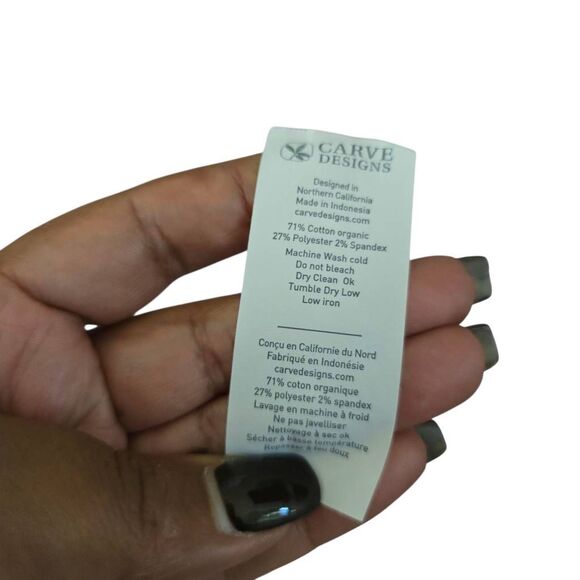 CARVE
DESIGNS
Designed in
Northern California
Made in Indonesia
carvedesigns.com
71% Cotton organic
27% Polyester 2% Spandex
Machine Wash cold
Do not bleach
Dry Clean Ok
Tumble Dry Low
Low iron
Conçu en Californie du Nord
Fabriqué en Indonésie
carvedesigns.com
71% coton organique
27% polyester 2% spandex
Lavage en machine à froid
Ne pas javelliser
Nettoyage à sec ok
Sécher à basse température
Repasser à feu doux